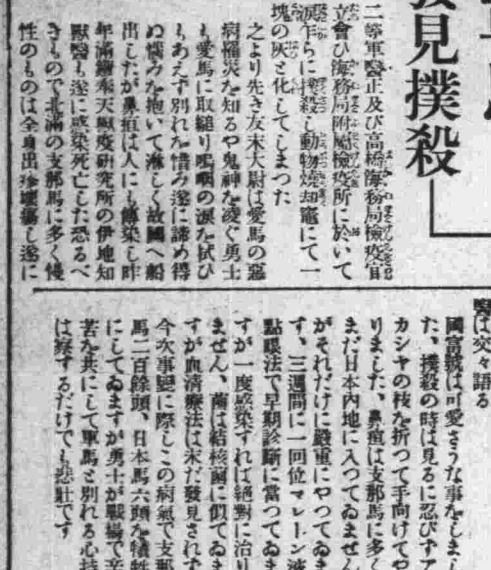 發見撲殺
二等軍醫正及び高橋海務局檢疫官
立會ひ海務局附屬檢疫所に於いて
涙乍らに撲殺し動物燒却竈にて一
塊の灰と化してしまつた
之より先き友末大尉は愛馬の惡
病罹災を知るや鬼神を凌ぐ勇士
も愛馬に取縋り嗚咽の涙を拭ひ
もあえず別れを惜み遂に諦め得
ぬ悩みを抱いて淋しく故國へ船
出したが鼻疽は人にも傳染し昨
年滿鐵奉天獸疫研究所の伊地知
獸醫も遂に感染死亡した恐るべ
きもので北滿の支那馬に多く慢
性のものは全身出疹壊瘍し遂に
醫は交々語る
國富號は可愛さうな事をしまし
た、撲殺の時は見るに忍びずア
カシヤの枝を折つて手向けてや
りました、鼻疽は支那馬に多く
まだ日本内地に入つてゐません
がそれだけに嚴重にやつてゐま
す、三週間に一回位マレーン液
點眼法で早期診斷に當つてゐま
すが一度感染すれば絶對に治り
ません、菌は結核菌に似てゐま
すが血清療法は未だ發見されて
今次事變に際しこの病氣で支那
馬二百餘頭、日本馬六頭を犠牲
にしてゐますが勇士が戰場で辛
苦を共にして軍馬と別れる心持
は察するだけでも悲壯です